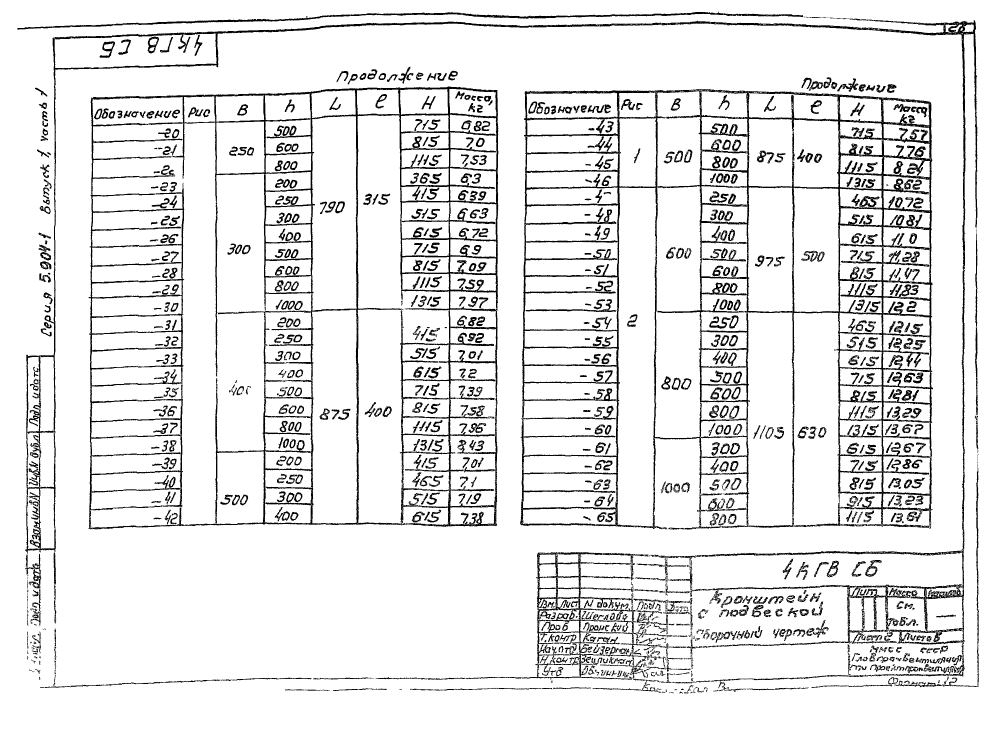 28
4КГВ СБ
Серия 5.904-1 Выпуск 1, часть 1
Продолжение
Обозначение Рис В h L l H Масса, кг
-20 250 500 790 315 715 6,82
-21 600 815 7,0
800 1115 7,53
-23 300 200 365 6,3
-24 250 415 6,39
-25 300 515 6,63
-26 400 615 6,72
-27 500 715 6,9
-28 600 815 7,09
-29 800 1115 7,59
-30 1000 1315 7,97
-31 400 200 875 400 6,82
-32 250 415 6,92
-33 300 515 7,01
-34 400 615 7,2
-35 500 715 7,39
-36 600 815 7,58
-37 800 1115 7,96
-38 1000 1315 8,43
-39 500 200 415 7,01
-40 250 465 7,1
-41 300 515 7,19
-42 400 615 7,38
Продолжение
Обозначение Рис В h L l H Масса кг
-43 1 500 500 875 400 715 7,57
-44 600 815 7,76
-45 800 1115 8,24
-46 1000 1315 8,62
2 600 250 975 500 465 10,72
-48 300 515 10,81
-49 400 615 11,0
-50 500 715 11,28
-51 600 815 11,47
-52 800 1115 11,83
-53 1000 1315 12,2
-54 800 250 1105 630 465 12,15
-55 300 515 12,25
-56 400 615 12,44
-57 500 715 12,63
-58 600 815 12,81
-59 800 1115 13,29
-60 1000 1315 13,67
-61 1000 300 615 12,67
-62 400 715 12,86
-63 500 815 13,05
-64 600 915 13,23
-65 800 1115 13,61
4КГВ СБ
Кронштейн
с подвеской
Сборочный чертеж
Лит Масса Масштаб
см.
табл.
—
Лист 2 Листов
ММСС СССР
Изм. Лист N докум. Подп. Дата
Разраб. Щеглова
Пров Пронский
Т.контр Каган
Нач.отд Бейзерман
Н.контр
Утв
Формат 12
Подп. и дата
Инв.N дубл.
Взам.инв.N
Подп. и дата